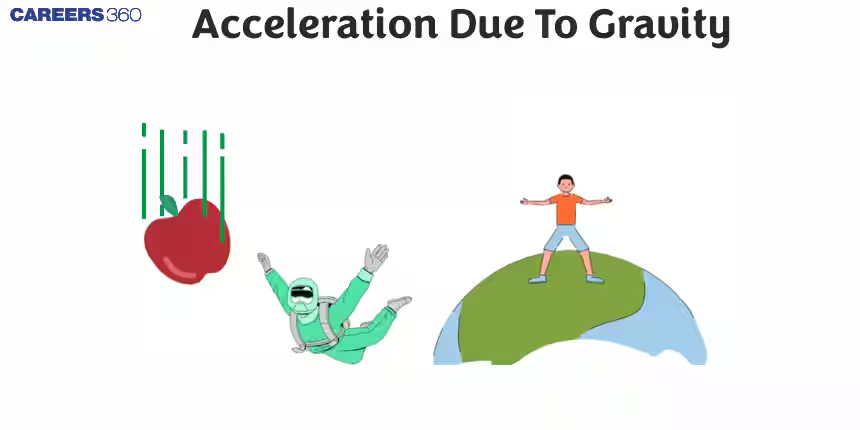 CAREERS360
Acceleration Due To Gravity